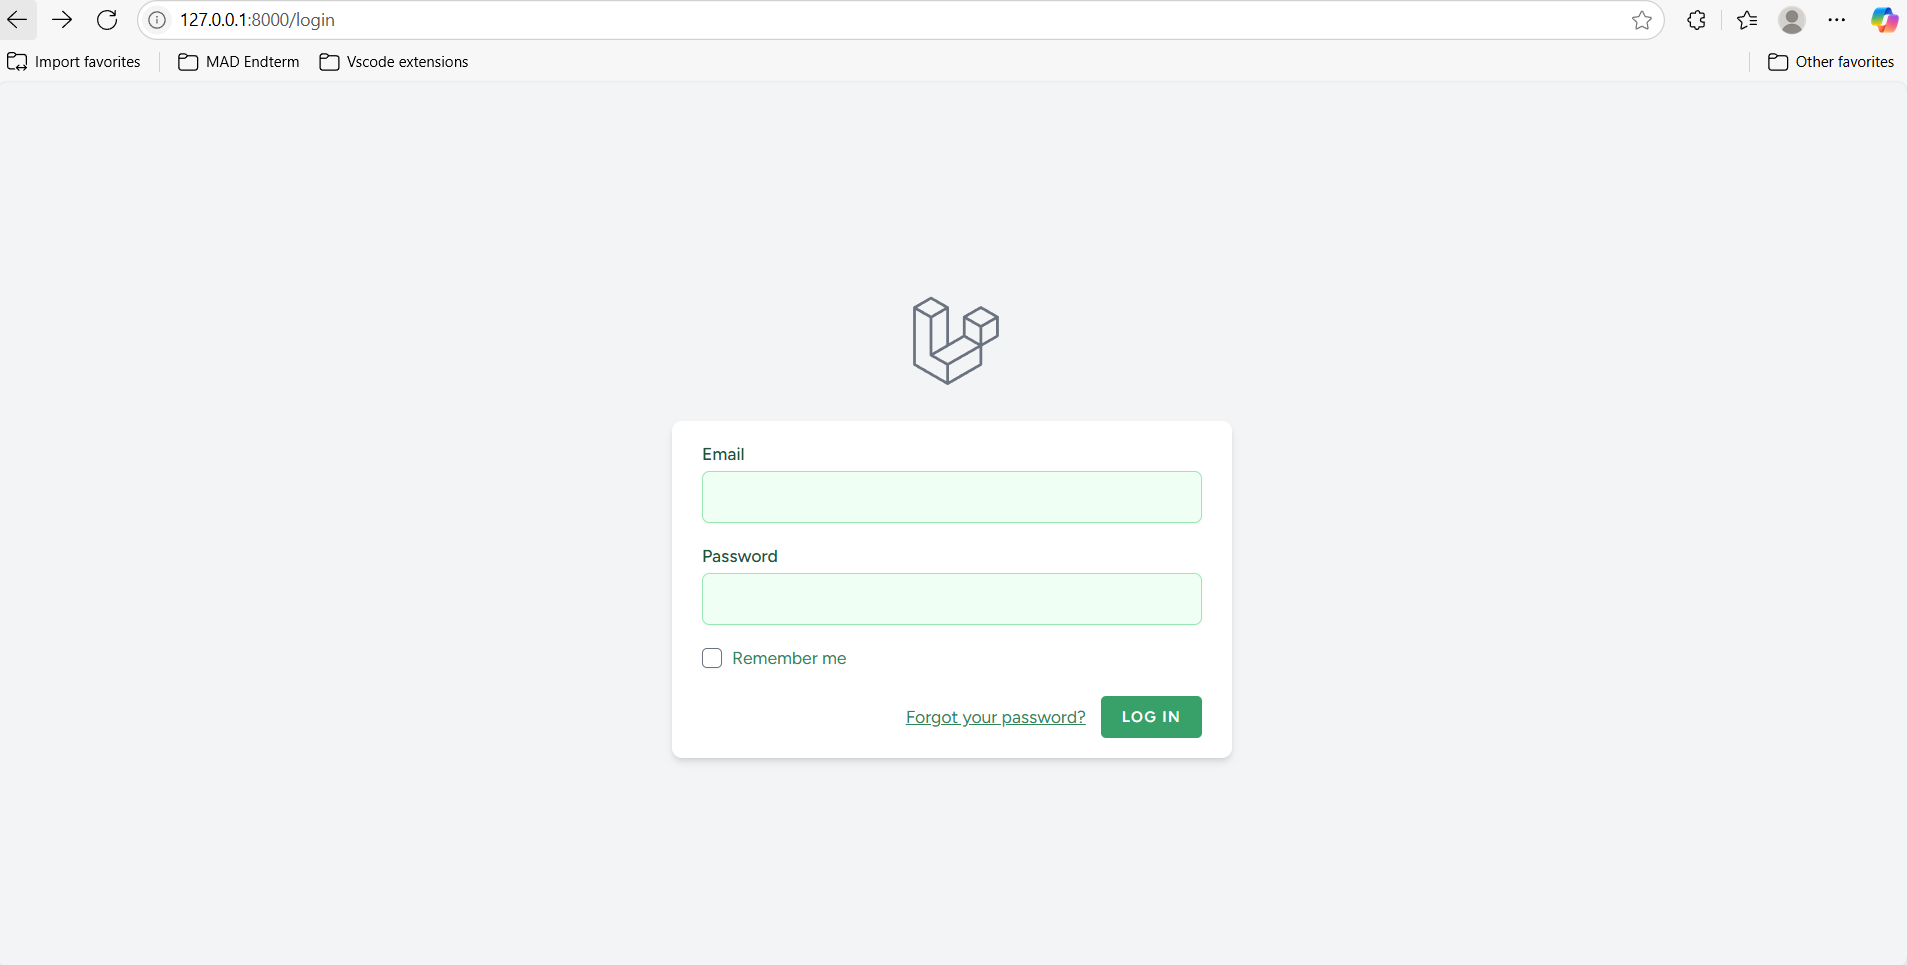 127.0.0.1:8000/login
Import favorites MAD Endterm Vscode extensions Other favorites
Email
Password
Remember me
Forgot your password? LOG IN